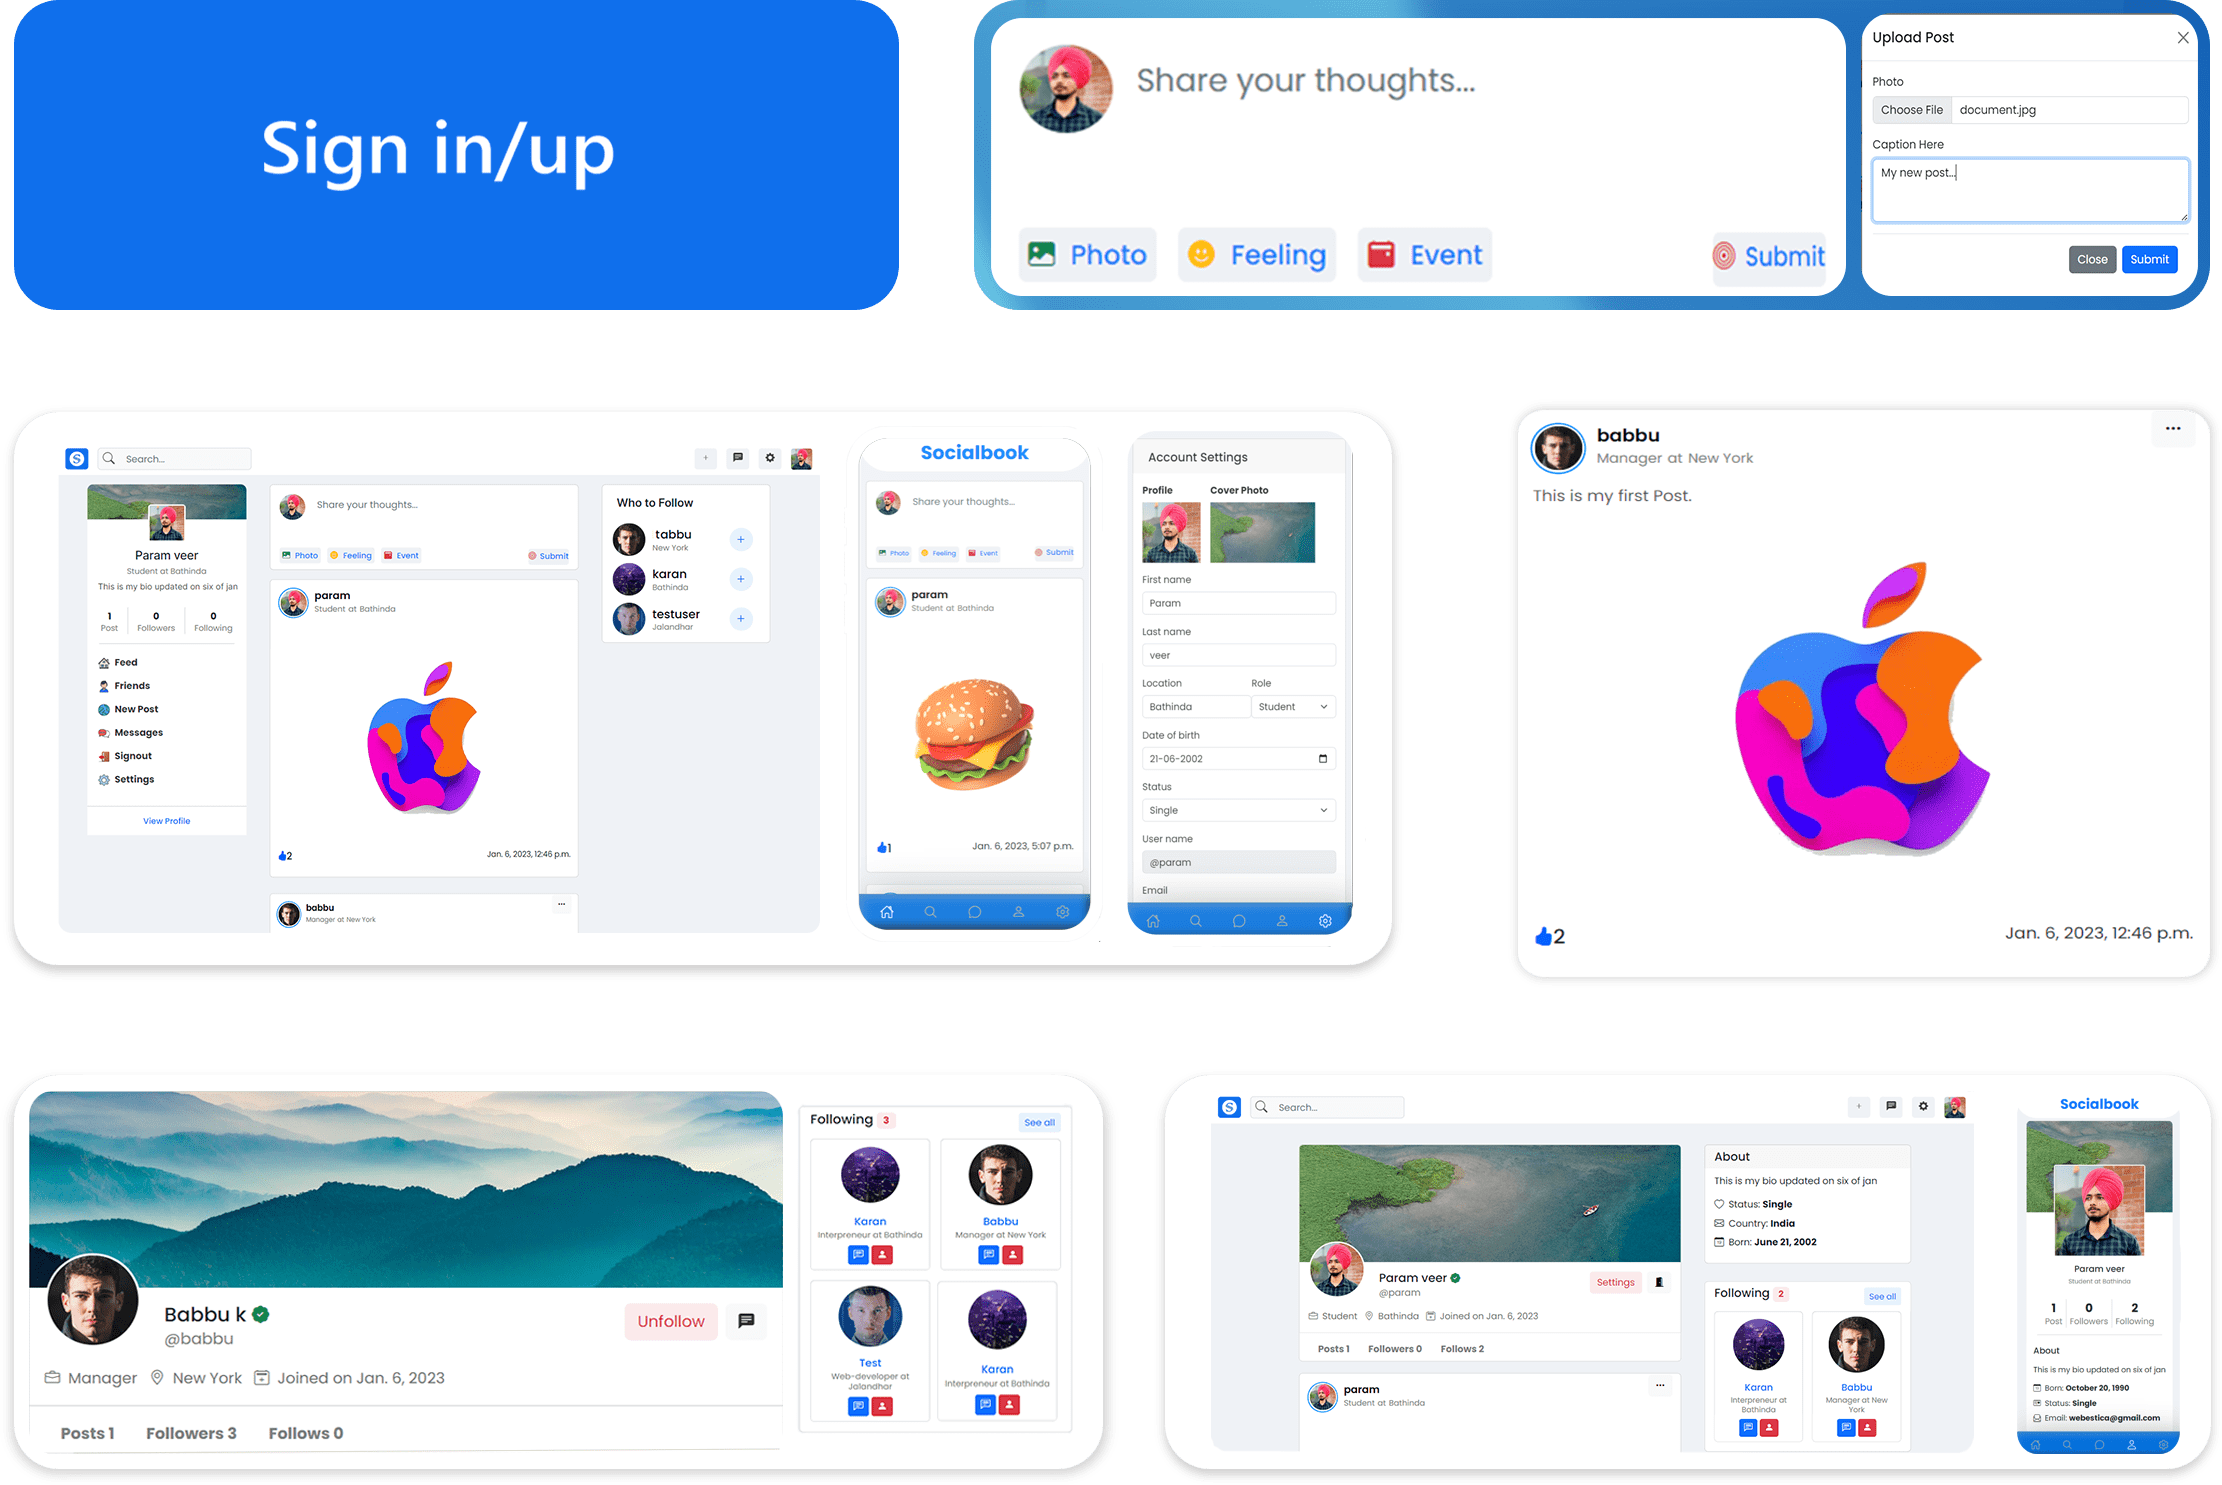 Sign in/up
Share your thoughts...
Photo
Feeling
Event
Submit
Upload Post
Photo
Choose File
document.jpg
Caption Here
My new post...
Close
Submit
Search...
Param veer
Student at Bathinda
This is my bio updated on six of jan
1
0
0
Post
Followers
Following
Feed
Friends
New Post
Messages
Signout
Settings
View Profile
Share your thoughts...
Photo
Feeling
Event
Submit
param
Student at Bathinda
2
Jan. 6, 2023, 12:46 p.m.
babbu
Manager at New York
...
Who to Follow
tabbu
New York
+
karan
Bathinda
+
testuser
Jalandhar
+
Socialbook
Share your thoughts...
Photo
Feeling
Event
Submit
param
Student at Bathinda
1
Jan. 6, 2023, 5:07 p.m.
Account Settings
Profile
Cover Photo
First name
Param
Last name
veer
Location
Role
Bathinda
Student
Date of birth
21-06-2002
Status
Single
User name
@param
Email
babbu
Manager at New York
...
This is my first Post.
2
Jan. 6, 2023, 12:46 p.m.
Babbu k
@babbu
Unfollow
Manager
New York
Joined on Jan. 6, 2023
Posts 1
Followers 3
Follows 0
Following 3
See all
Karan
Interpreneur at Bathinda
Babbu
Manager at New York
Test
Web-developer at
Jalandhar
Karan
Interpreneur at Bathinda
S
Search...
Param veer
@param
Settings
Student
Bathinda
Joined on Jan. 6, 2023
Posts 1
Followers 0
Follows 2
param
Student at Bathinda
...
About
This is my bio updated on six of jan
Status: Single
Country: India
Born: June 21, 2002
Following 2
See all
Karan
Interpreneur at
Bathinda
Babbu
Manager at New
York
Socialbook
Param veer
Student at Bathinda
1
0
2
Post
Followers
Following
About
This is my bio updated on six of jan
Born: October 20, 1990
Status: Single
Email: webestica@gmail.com